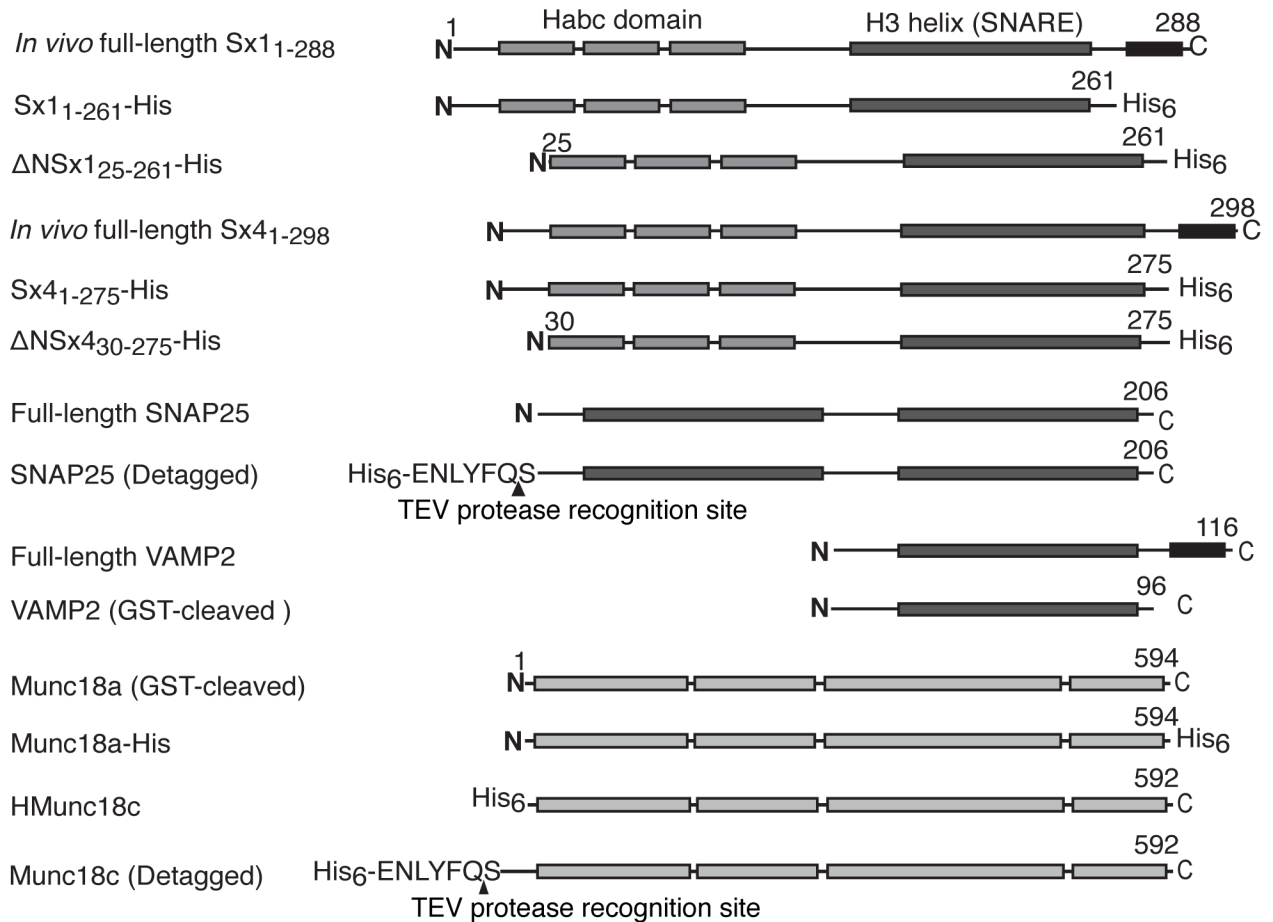 In vivo full-length Sx1₁₋₂₈₈ N 1 Habc domain H3 helix (SNARE) 288 C
Sx1₁₋₂₆₁-His N 261 His₆
ΔNSx1₂₅₋₂₆₁-His N 25 261 His₆
In vivo full-length Sx4₁₋₂₉₈ N 298 C
Sx4₁₋₂₇₅-His N 275 His₆
ΔNSx4₃₀₋₂₇₅-His N 30 275 His₆
Full-length SNAP25 N 206 C
SNAP25 (Detagged) His₆-ENLYFQS 206 C
TEV protease recognition site
Full-length VAMP2 N 116 C
VAMP2 (GST-cleaved ) N 96 C
Munc18a (GST-cleaved) N 1 594 C
Munc18a-His N 594 His₆
HMunc18c His₆ 592 C
Munc18c (Detagged) His₆-ENLYFQS 592 C
TEV protease recognition site